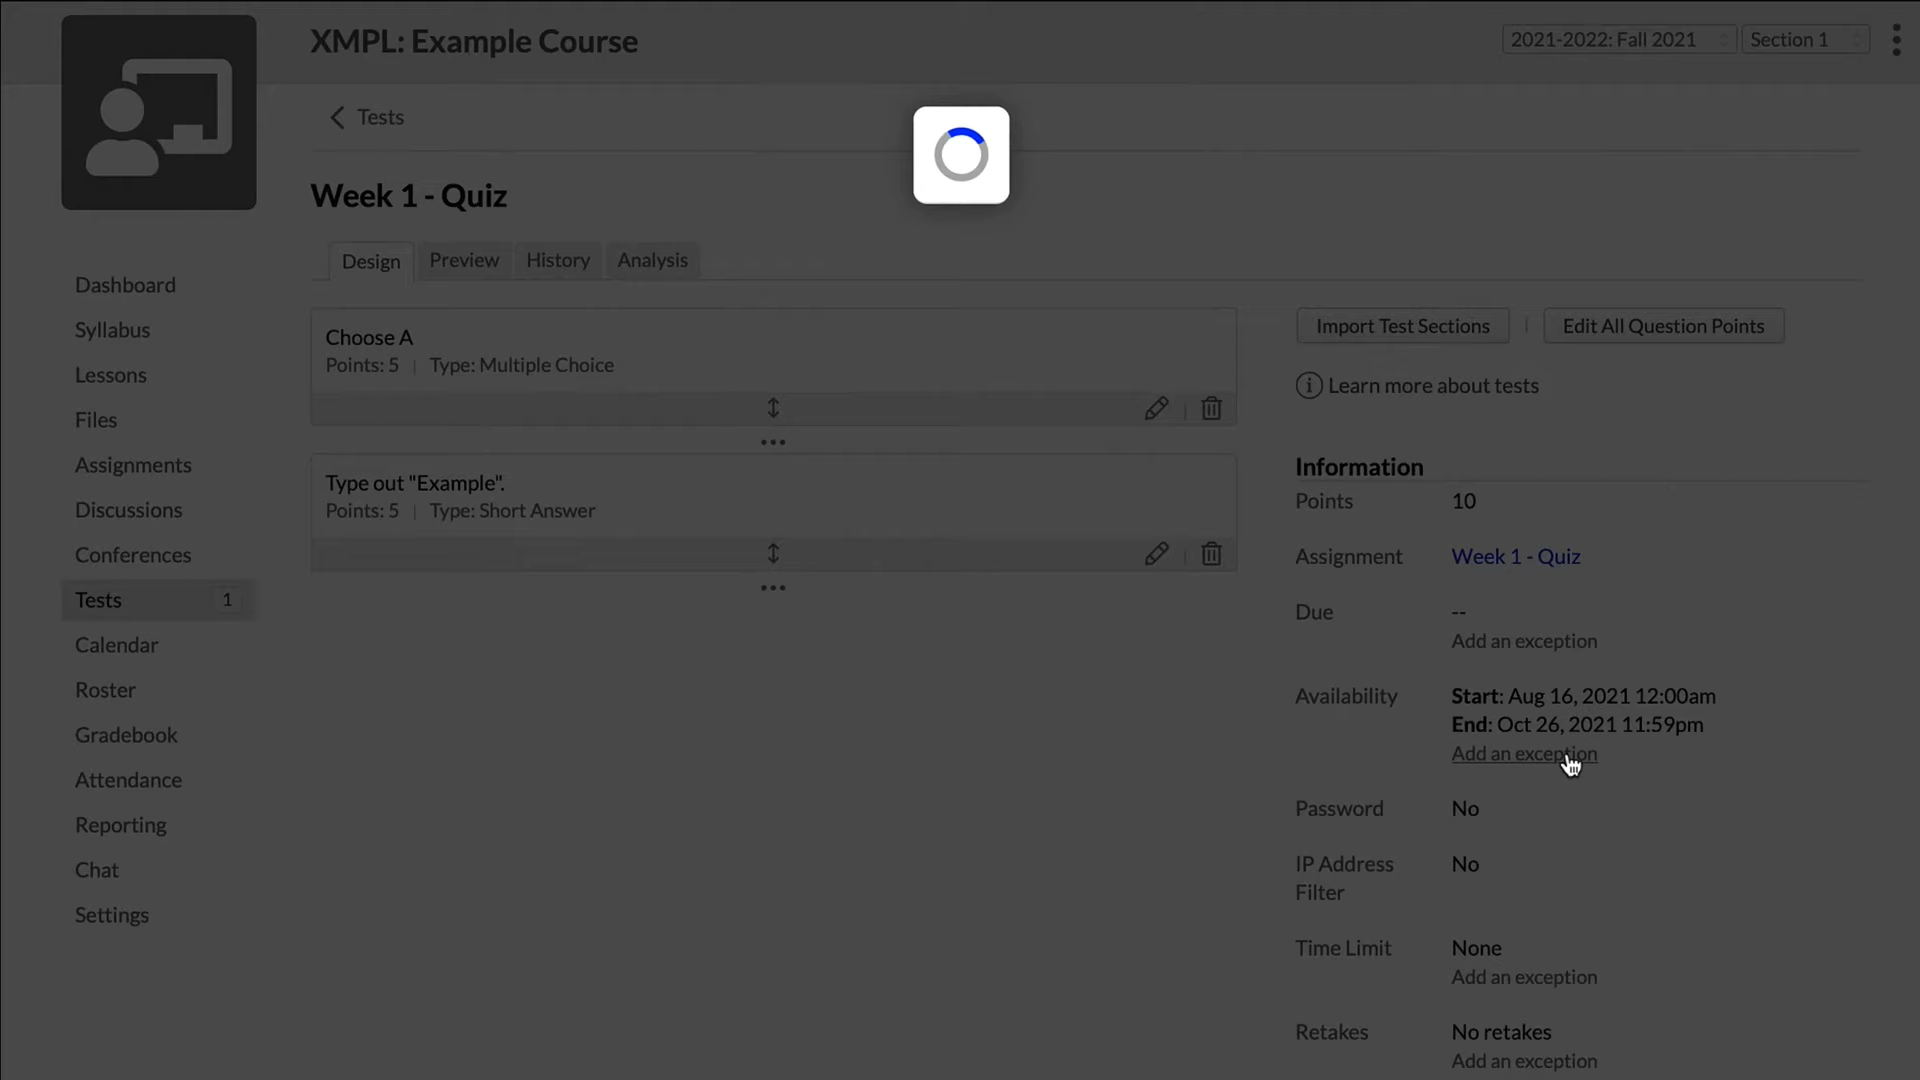 XMPL: Example Course
2021-2022: Fall 2021
Section 1
Tests
Week 1 - Quiz
Design
Preview
History
Analysis
Dashboard
Syllabus
Lessons
Files
Assignments
Discussions
Conferences
Tests 1
Calendar
Roster
Gradebook
Attendance
Reporting
Chat
Settings
Choose A
Points: 5 | Type: Multiple Choice
Type out "Example".
Points: 5 | Type: Short Answer
Import Test Sections | Edit All Question Points
Learn more about tests
Information
Points 10
Assignment Week 1 - Quiz
Due --
Add an exception
Availability Start: Aug 16, 2021 12:00am
End: Oct 26, 2021 11:59pm
Add an exception
Password No
IP Address No
Filter
Time Limit None
Add an exception
Retakes No retakes
Add an exception